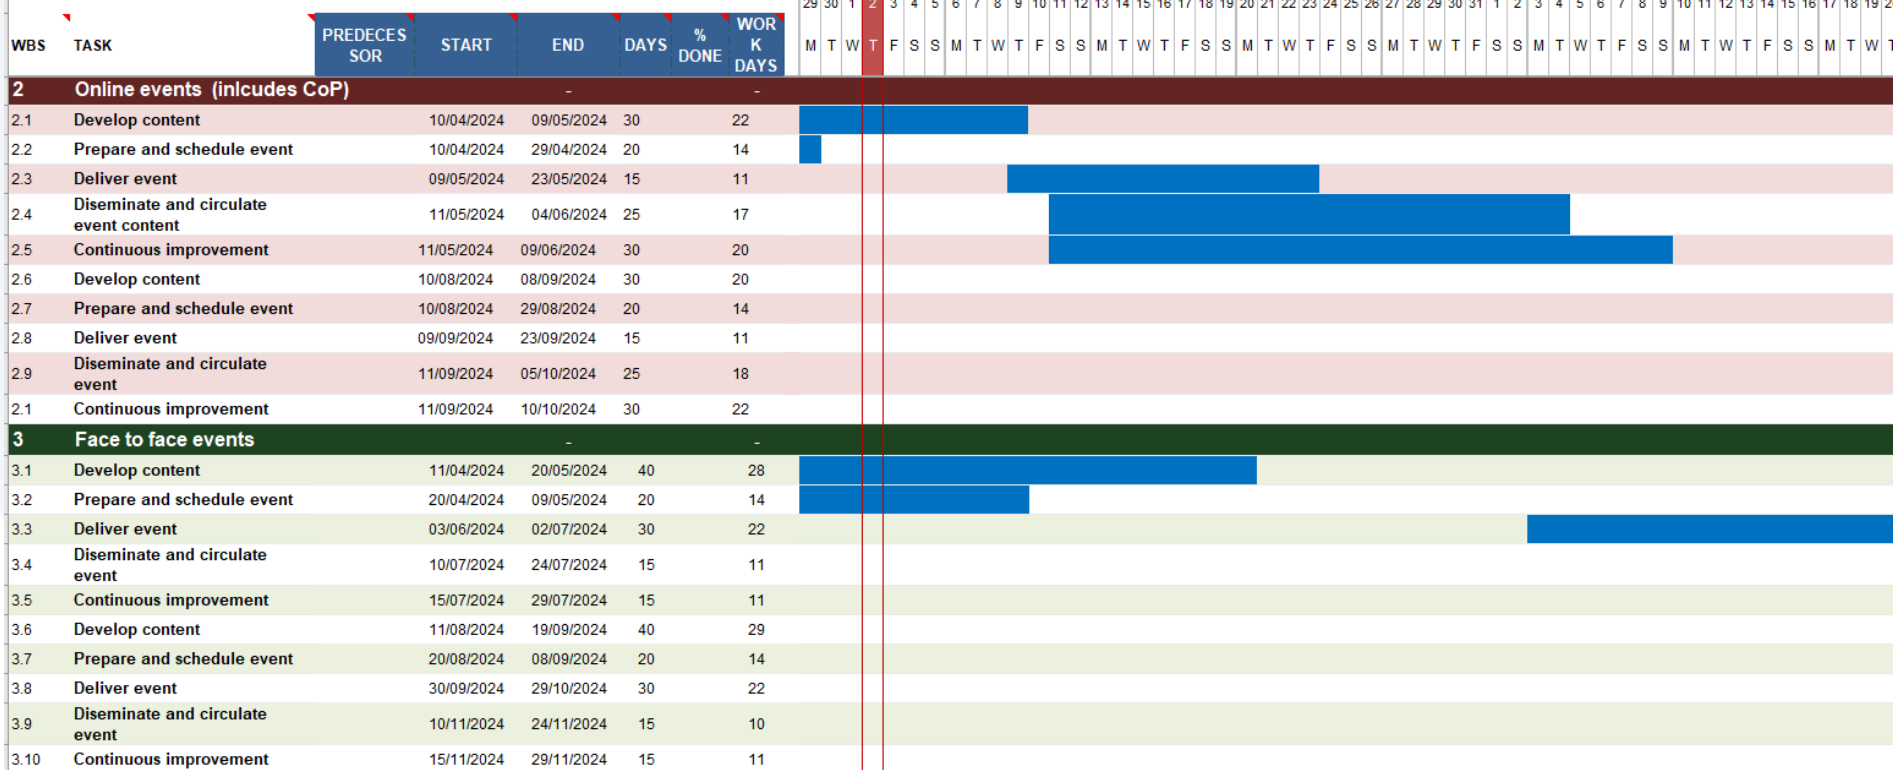 29 30 1 2 3 4 5 6 7 8 9 10 11 12 13 14 15 16 17 18 19 20 21 22 23 24 25 26 27 28 29 30 31 1 2 3 4 5 6 7 8 9 10 11 12 13 14 15 16 17 18 19
WBS TASK PREDECESSOR START END DAYS % DONE WORK DAYS M T W T F S S M T W T F S S M T W T F S S M T W T F S S M T W T F S S M T W T F S S M T W T F S S M T W
2 Online events (inlcudes CoP) - -
2.1 Develop content 10/04/2024 09/05/2024 30 22
2.2 Prepare and schedule event 10/04/2024 29/04/2024 20 14
2.3 Deliver event 09/05/2024 23/05/2024 15 11
2.4 Diseminate and circulate event content 11/05/2024 04/06/2024 25 17
2.5 Continuous improvement 11/05/2024 09/06/2024 30 20
2.6 Develop content 10/08/2024 08/09/2024 30 20
2.7 Prepare and schedule event 10/08/2024 29/08/2024 20 14
2.8 Deliver event 09/09/2024 23/09/2024 15 11
2.9 Diseminate and circulate event 11/09/2024 05/10/2024 25 18
2.1 Continuous improvement 11/09/2024 10/10/2024 30 22
3 Face to face events - -
3.1 Develop content 11/04/2024 20/05/2024 40 28
3.2 Prepare and schedule event 20/04/2024 09/05/2024 20 14
3.3 Deliver event 03/06/2024 02/07/2024 30 22
3.4 Diseminate and circulate event 10/07/2024 24/07/2024 15 11
3.5 Continuous improvement 15/07/2024 29/07/2024 15 11
3.6 Develop content 11/08/2024 19/09/2024 40 29
3.7 Prepare and schedule event 20/08/2024 08/09/2024 20 14
3.8 Deliver event 30/09/2024 29/10/2024 30 22
3.9 Diseminate and circulate event 10/11/2024 24/11/2024 15 10
3.10 Continuous improvement 15/11/2024 29/11/2024 15 11